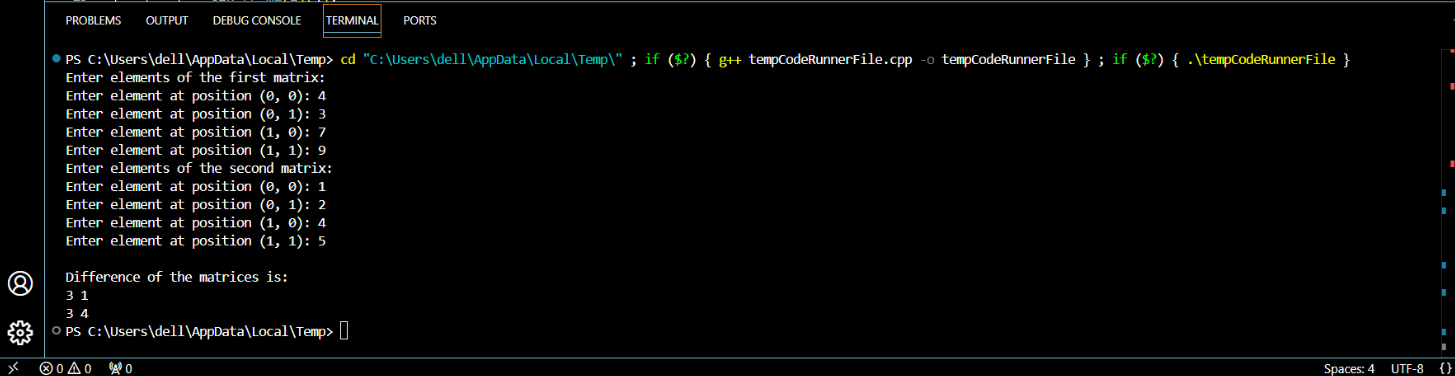 PROBLEMS OUTPUT DEBUG CONSOLE TERMINAL PORTS
PS C:\Users\dell\AppData\Local\Temp> cd "C:\Users\dell\AppData\Local\Temp\" ; if ($?) { g++ tempCodeRunnerFile.cpp -o tempCodeRunnerFile } ; if ($?) { .\tempCodeRunnerFile }
Enter elements of the first matrix:
Enter element at position (0, 0): 4
Enter element at position (0, 1): 3
Enter element at position (1, 0): 7
Enter element at position (1, 1): 9
Enter elements of the second matrix:
Enter element at position (0, 0): 1
Enter element at position (0, 1): 2
Enter element at position (1, 0): 4
Enter element at position (1, 1): 5
Difference of the matrices is:
3 1
3 4
PS C:\Users\dell\AppData\Local\Temp>
0 0 0 Spaces: 4 UTF-8 {}